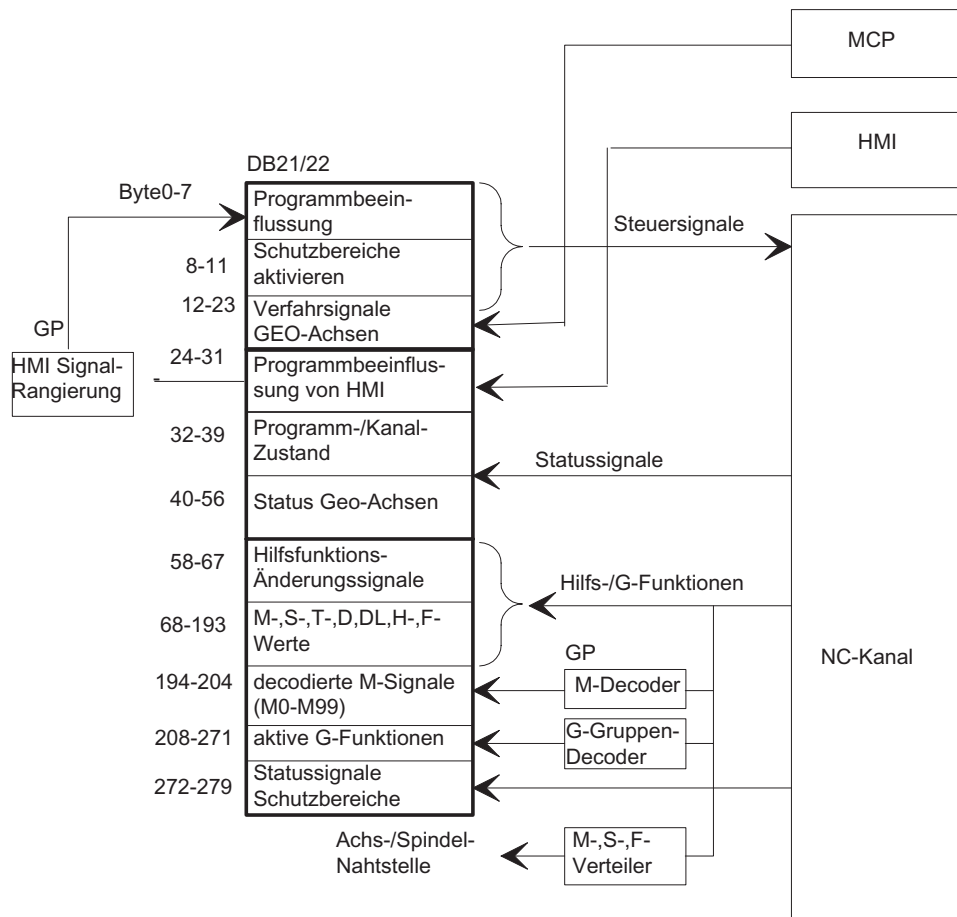 MCP
HMI
DB21/22
Byte0-7
Programmbeein-
flussung
Steuersignale
8-11
Schutzbereiche
aktivieren
12-23
Verfahrsignale
GEO-Achsen
GP
HMI Signal-
Rangierung
24-31
Programmbeeinflus-
sung von HMI
32-39
Programm-/Kanal-
Zustand
Statussignale
40-56
Status Geo-Achsen
58-67
Hilfsfunktions-
Änderungssignale
Hilfs-/G-Funktionen
68-193
M-,S-,T-,D,DL,H-,F-
Werte
NC-Kanal
GP
194-204
decodierte M-Signale
(M0-M99)
M-Decoder
208-271
aktive G-Funktionen
G-Gruppen-
Decoder
272-279
Statussignale
Schutzbereiche
Achs-/Spindel-
Nahtstelle
M-,S-,F-
Verteiler